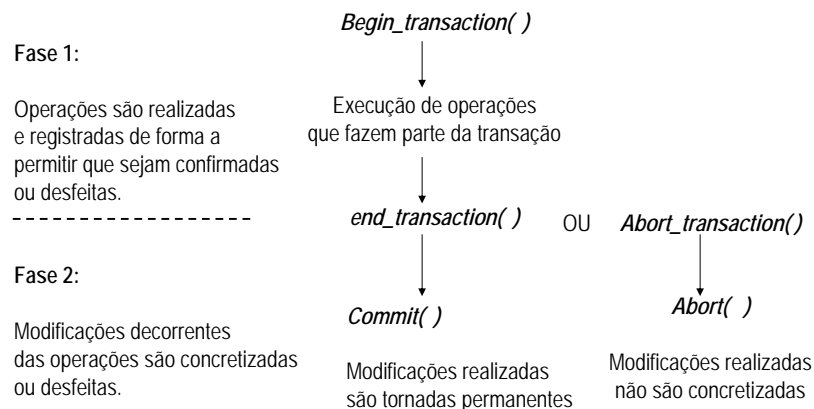 Begin_transaction( )
Fase 1:
Operações são realizadas
e registradas de forma a
permitir que sejam confirmadas
ou desfeitas.
Execução de operações
que fazem parte da transação
end_transaction( ) OU Abort_transaction()
Fase 2:
Modificações decorrentes
das operações são concretizadas
ou desfeitas.
Commit( )
Modificações realizadas
são tornadas permanentes
Abort( )
Modificações realizadas
não são concretizadas